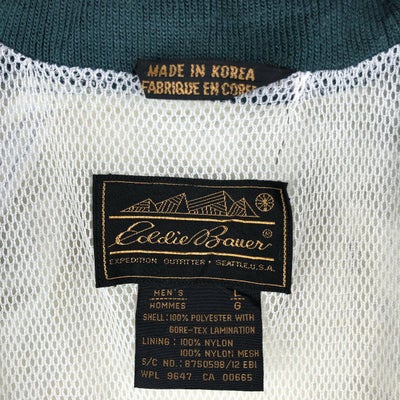 MADE IN KOREA
FABRIQUE EN CORÉE
Eddie Bauer®
EXPEDITION OUTFITTER • SEATTLE, U.S.A.
MEN'S L
HOMMES G
SHELL: 100% POLYESTER WITH
GORE-TEX LAMINATION
LINING: 100% NYLON
100% NYLON MESH
S/C NO.: 8750598/12 EBI
WPL 9647 CA 00665